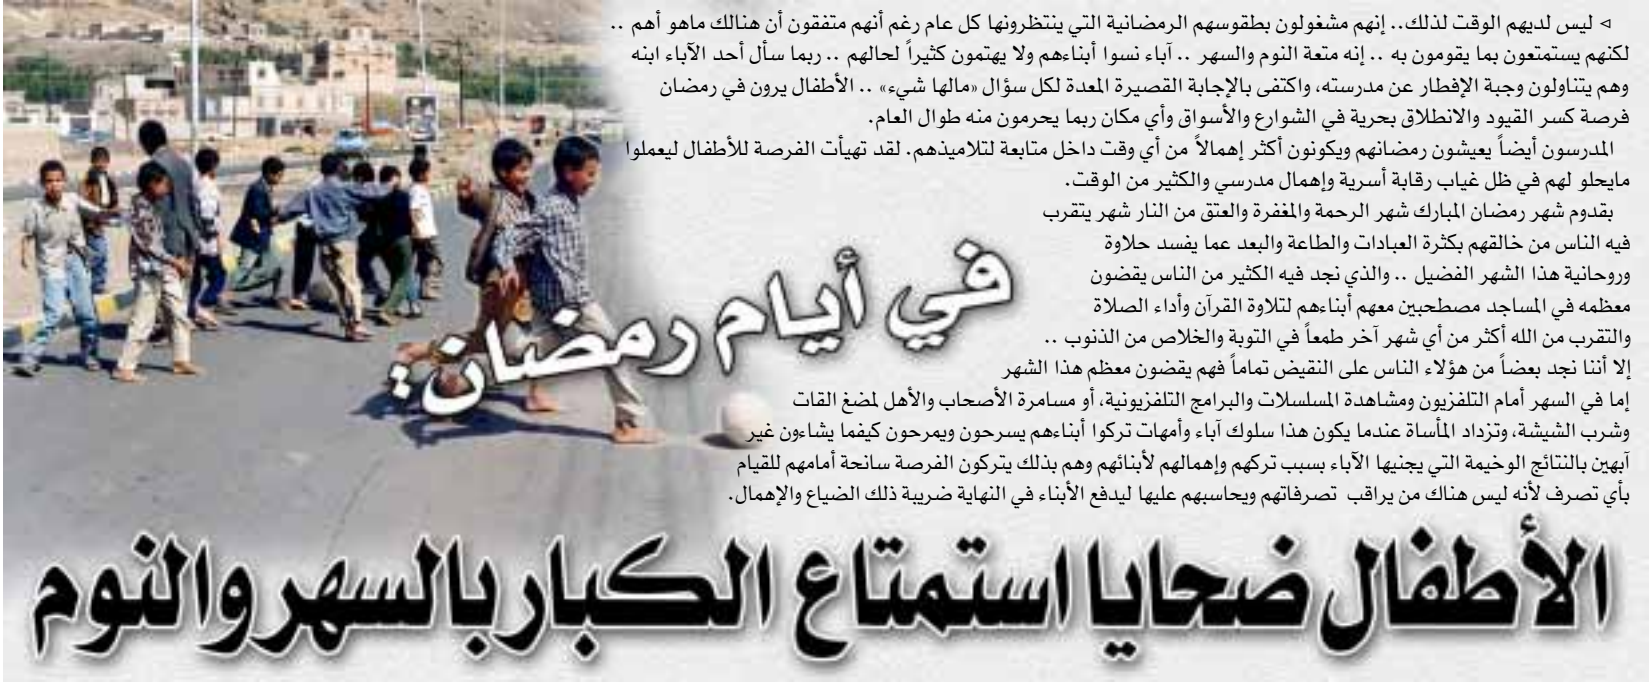 ◃ ليس لديهم الوقت لذلك.. إنهم مشغولون بطقوسهم الرمضانية التي ينتظرونها كل عام رغم أنهم متفقون أن هنالك ماهو أهم ..
لكنهم يستمتعون بما يقومون به .. إنه متعة النوم والسهر .. آباء نسوا أبناءهم ولا يهتمون كثيراً لحالهم .. ربما سأل أحد الآباء ابنه
وهم يتناولون وجبة الإفطار عن مدرسته، واكتفى بالإجابة القصيرة المعدة لكل سؤال «مالها شيء» .. الأطفال يرون في رمضان
فرصة كسر القيود والانطلاق بحرية في الشوارع والأسواق وأي مكان ربما يحرمون منه طوال العام.
المدرسون أيضاً يعيشون رمضانهم ويكونون أكثر إهمالاً من أي وقت داخل متابعة لتلاميذهم. لقد تهيأت الفرصة للأطفال ليعملوا
مايحلو لهم في ظل غياب رقابة أسرية وإهمال مدرسي والكثير من الوقت.
بقدوم شهر رمضان المبارك شهر الرحمة والمغفرة والعتق من النار شهر يتقرب
فيه الناس من خالقهم بكثرة العبادات والطاعة والبعد عما يفسد حلاوة
وروحانية هذا الشهر الفضيل .. والذي نجد فيه الكثير من الناس يقضون
معظمه في المساجد مصطحبين معهم أبناءهم لتلاوة القرآن وأداء الصلاة
والتقرب من الله أكثر من أي شهر آخر طمعاً في التوبة والخلاص من الذنوب ..
إلا أننا نجد بعضاً من هؤلاء الناس على النقيض تماماً فهم يقضون معظم هذا الشهر
إما في السهر أمام التلفزيون ومشاهدة المسلسلات والبرامج التلفزيونية، أو مسامرة الأصحاب والأهل لمضغ القات
وشرب الشيشة، وتزداد المأساة عندما يكون هذا سلوك آباء وأمهات تركوا أبناءهم يسرحون ويمرحون كيفما يشاءون غير
آبهين بالنتائج الوخيمة التي يجنيها الآباء بسبب تركهم وإهمالهم لأبنائهم وهم بذلك يتركون الفرصة سانحة أمامهم للقيام
بأي تصرف لأنه ليس هناك من يراقب تصرفاتهم ويحاسبهم عليها ليدفع الأبناء في النهاية ضريبة ذلك الضياع والإهمال.
في أيام رمضان:
الأطفال ضحايا استمتاع الكبار بالسهر والنوم